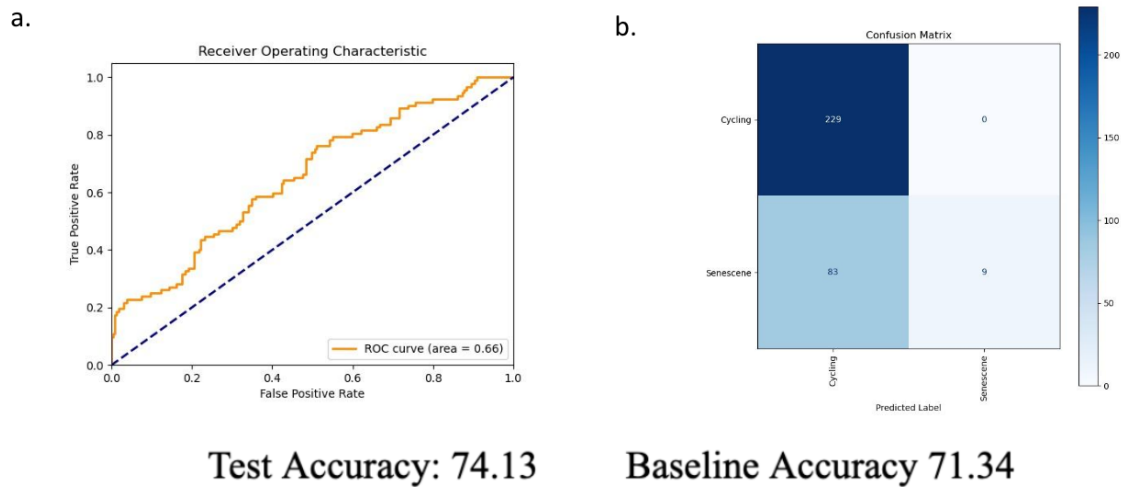 a.
Receiver Operating Characteristic
True Positive Rate
1.0
0.8
0.6
0.4
0.2
0.0
ROC curve (area = 0.66)
0.0 0.2 0.4 0.6 0.8 1.0
False Positive Rate
b.
Confusion Matrix
Cycling
229 0
Senescene
83 9
Cycling
Senescene
Predicted Label
200
150
100
50
0
Test Accuracy: 74.13
Baseline Accuracy 71.34